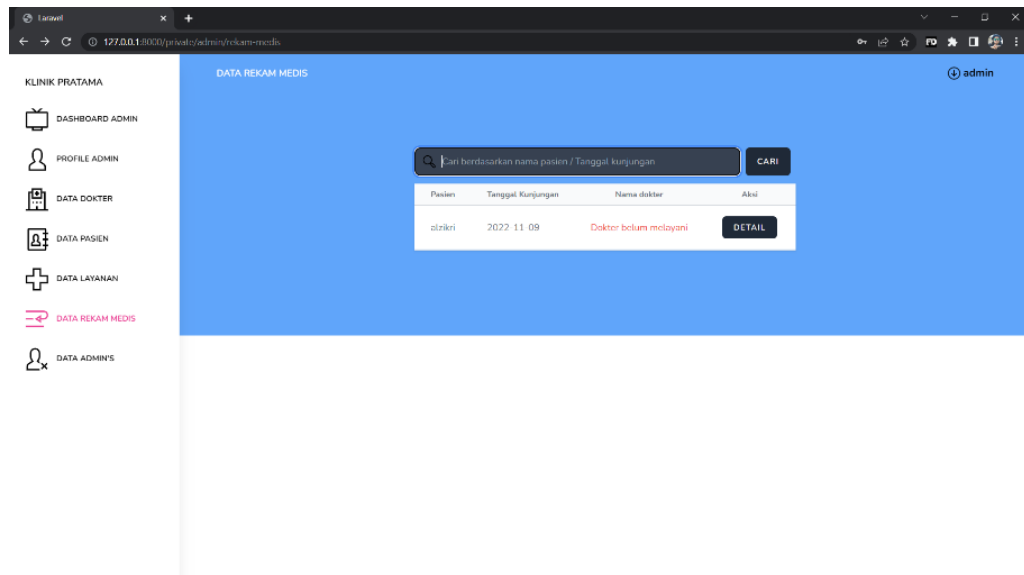 Laravel
127.0.0.1:8000/private/admin/rekam-medis
KLINIK PRATAMA
DASHBOARD ADMIN
PROFILE ADMIN
DATA DOKTER
DATA PASIEN
DATA LAYANAN
DATA REKAM MEDIS
DATA ADMIN'S
DATA REKAM MEDIS
admin
Cari berdasarkan nama pasien / Tanggal kunjungan
CARI
Pasien Tanggal Kunjungan Nama dokter Aksi
alzikri 2022-11-09 Dokter belum melayani DETAIL